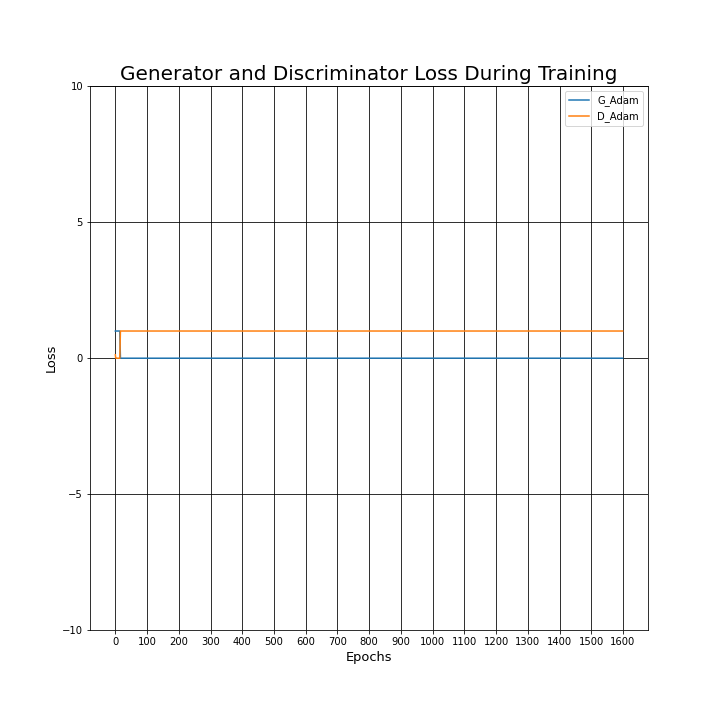 Generator and Discriminator Loss During Training
G_Adam
D_Adam
10
5
0
−5
−10
Loss
0 100 200 300 400 500 600 700 800 900 1000 1100 1200 1300 1400 1500 1600
Epochs